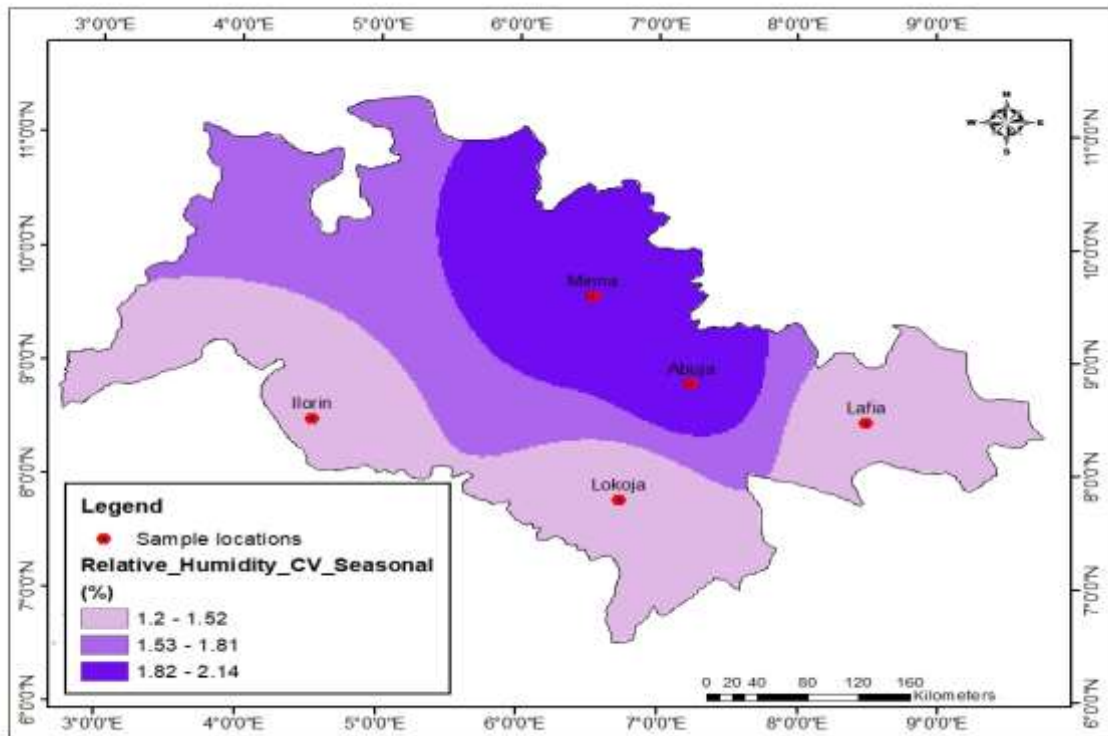 3°0'0"E 4°0'0"E 5°0'0"E 6°0'0"E 7°0'0"E 8°0'0"E 9°0'0"E
11°0'0"N 11°0'0"N
10°0'0"N 10°0'0"N
9°0'0"N 9°0'0"N
8°0'0"N 8°0'0"N
7°0'0"N 7°0'0"N
6°0'0"N 6°0'0"N
N
W E
S
Minna
Abuja
Ilorin
Lafia
Lokoja
Legend
Sample locations
Relative_Humidity_CV_Seasonal
(%)
1.2 - 1.52
1.53 - 1.81
1.82 - 2.14
0 20 40 80 120 160
Kilometers
3°0'0"E 4°0'0"E 5°0'0"E 6°0'0"E 7°0'0"E 8°0'0"E 9°0'0"E